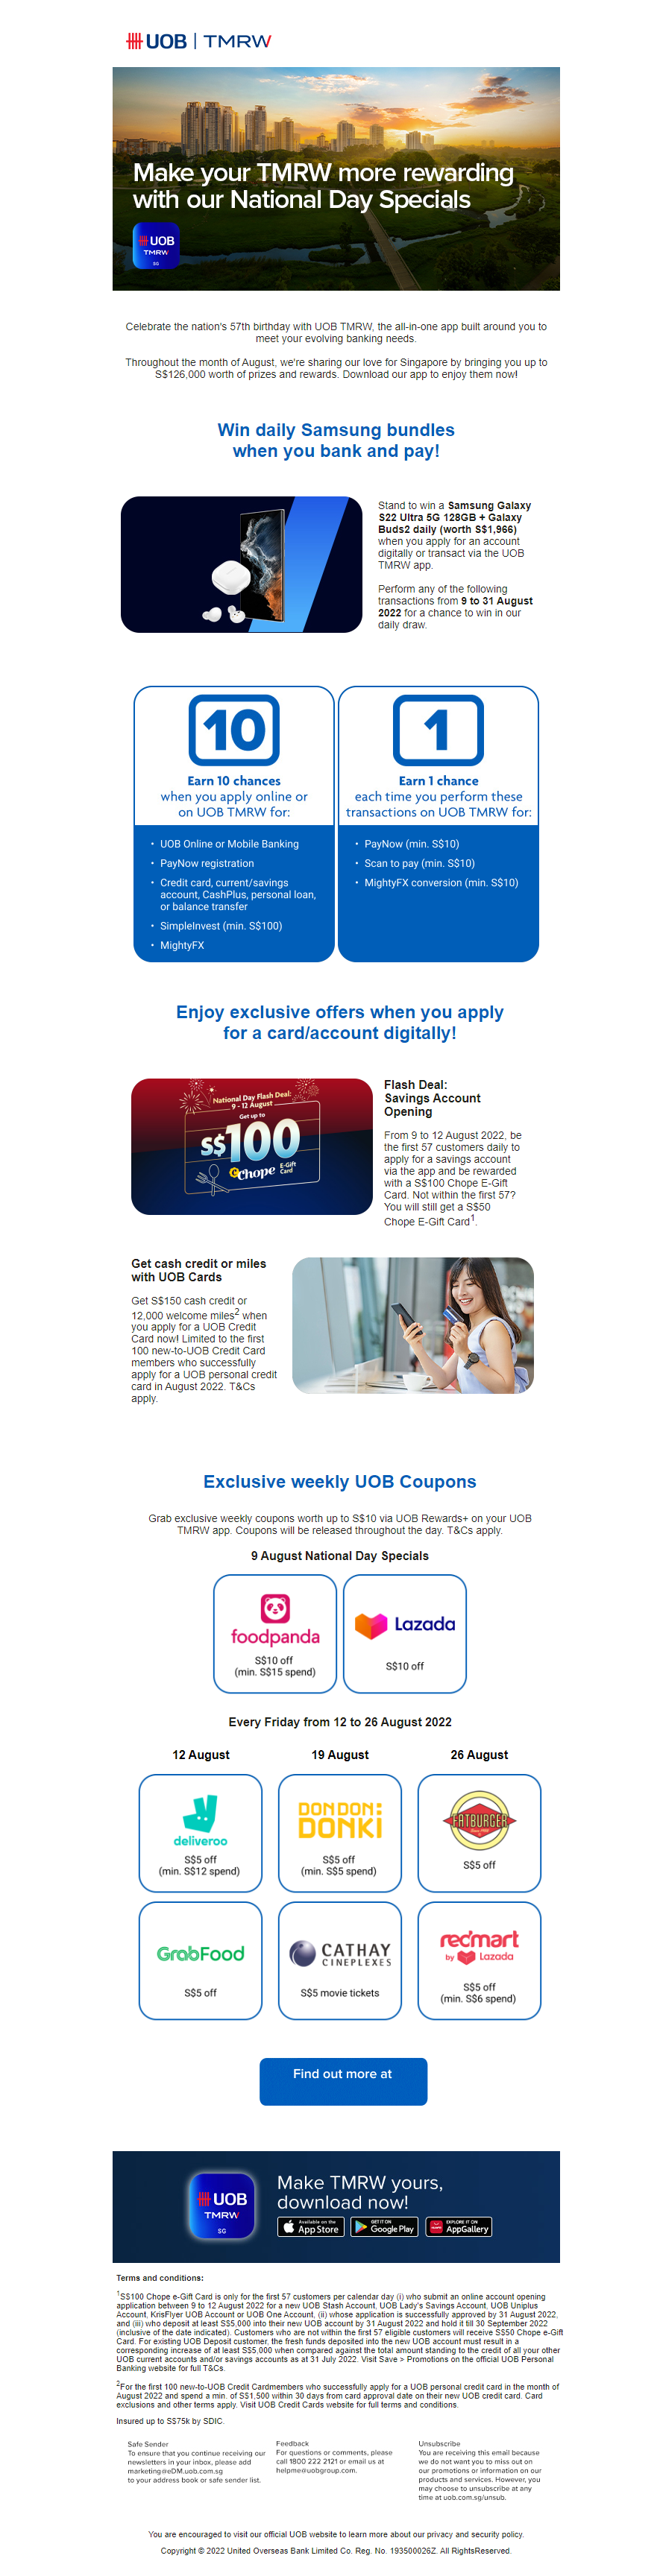 UOB | TMRW
Make your TMRW more rewarding
with our National Day Specials
UOB
TMRW
SG
Celebrate the nation's 57th birthday with UOB TMRW, the all-in-one app built around you to
meet your evolving banking needs.
Throughout the month of August, we're sharing our love for Singapore by bringing you up to
S$126,000 worth of prizes and rewards. Download our app to enjoy them now!
Win daily Samsung bundles
when you bank and pay!
Stand to win a Samsung Galaxy
S22 Ultra 5G 128GB + Galaxy
Buds2 daily (worth S$1,966)
when you apply for an account
digitally or transact via the UOB
TMRW app.
Perform any of the following
transactions from 9 to 31 August
2022 for a chance to win in our
daily draw.
10
Earn 10 chances
when you apply online or
on UOB TMRW for:
• UOB Online or Mobile Banking
• PayNow registration
• Credit card, current/savings
account, CashPlus, personal loan,
or balance transfer
• SimpleInvest (min. S$100)
• MightyFX
1
Earn 1 chance
each time you perform these
transactions on UOB TMRW for:
• PayNow (min. S$10)
• Scan to pay (min. S$10)
• MightyFX conversion (min. S$10)
Enjoy exclusive offers when you apply
for a card/account digitally!
National Day Flash Deal:
9 - 12 August
Get up to
S$100
Chope E-Gift
Card
Flash Deal:
Savings Account
Opening
From 9 to 12 August 2022, be
the first 57 customers daily to
apply for a savings account
via the app and be rewarded
with a S$100 Chope E-Gift
Card. Not within the first 57?
You will still get a S$50
Chope E-Gift Card1.
Get cash credit or miles
with UOB Cards
Get S$150 cash credit or
12,000 welcome miles2 when
you apply for a UOB Credit
Card now! Limited to the first
100 new-to-UOB Credit Card
members who successfully
apply for a UOB personal credit
card in August 2022. T&Cs
apply.
Exclusive weekly UOB Coupons
Grab exclusive weekly coupons worth up to S$10 via UOB Rewards+ on your UOB
TMRW app. Coupons will be released throughout the day. T&Cs apply.
9 August National Day Specials
foodpanda
S$10 off
(min. S$15 spend)
Lazada
S$10 off
Every Friday from 12 to 26 August 2022
12 August
19 August
26 August
deliveroo
S$5 off
(min. S$12 spend)
DON DON:
DONKI
S$5 off
(min. S$5 spend)
FATBURGER
S$5 off
GrabFood
S$5 off
CATHAY
CINEPLEXES
S$5 movie tickets
redmart
by Lazada
S$5 off
(min. S$6 spend)
Find out more at
UOB
TMRW
SG
Make TMRW yours,
download now!
Available on the
App Store
GET IT ON
Google Play
EXPLORE IT ON
AppGallery
Terms and conditions:
1S$100 Chope e-Gift Card is only for the first 57 customers per calendar day (i) who submit an online account opening
application between 9 to 12 August 2022 for a new UOB Stash Account, UOB Lady's Savings Account, UOB Uniplus
Account, KrisFlyer UOB Account or UOB One Account, (ii) whose application is successfully approved by 31 August 2022,
and (iii) who deposit at least S$5,000 into their new UOB account by 31 August 2022 and hold it till 30 September 2022
(inclusive of the date indicated). Customers who are not within the first 57 eligible customers will receive S$50 Chope e-Gift
Card. For existing UOB Deposit customer, the fresh funds deposited into the new UOB account must result in a
corresponding increase of at least S$5,000 when compared against the total amount standing to the credit of all your other
UOB current accounts and/or savings accounts as at 31 July 2022. Visit Save > Promotions on the official UOB Personal
Banking website for full T&Cs.
2For the first 100 new-to-UOB Credit Cardmembers who successfully apply for a UOB personal credit card in the month of
August 2022 and spend a min. of S$1,500 within 30 days from card approval date on their new UOB credit card. Card
exclusions and other terms apply. Visit UOB Credit Cards website for full terms and conditions.
Insured up to S$75k by SDIC.
Safe Sender
To ensure that you continue receiving our
newsletters in your inbox, please add
marketing@eDM.uob.com.sg
to your address book or safe sender list.
Feedback
For questions or comments, please
call 1800 222 2121 or email us at
helpme@uobgroup.com.
Unsubscribe
You are receiving this email because
we do not want you to miss out on
our promotions or information on our
products and services. However, you
may choose to unsubscribe at any
time at uob.com.sg/unsub.
You are encouraged to visit our official UOB website to learn more about our privacy and security policy.
Copyright © 2022 United Overseas Bank Limited Co. Reg. No. 193500026Z. All RightsReserved.